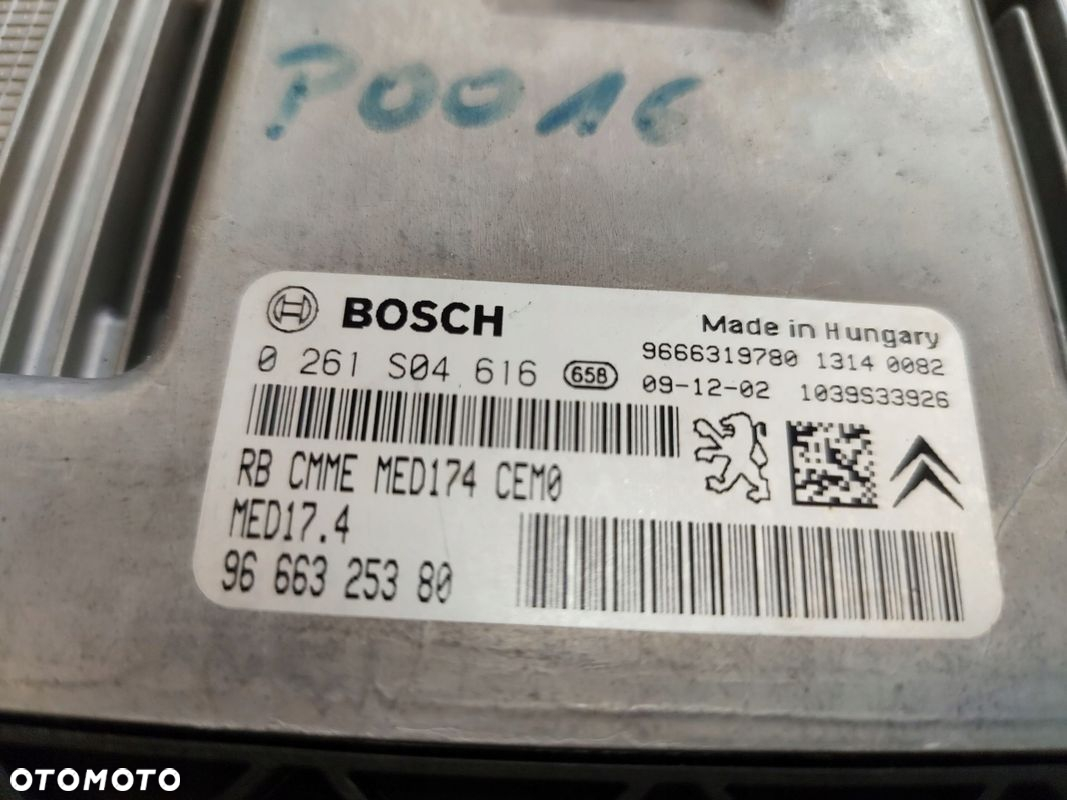 P0016
BOSCH
Made in Hungary
0 261 S04 616 658
9666319780 1314 0082
09-12-02 1039S33926
RB CMME MED174 CEM0
MED17.4
96 663 253 80
OTOMOTO